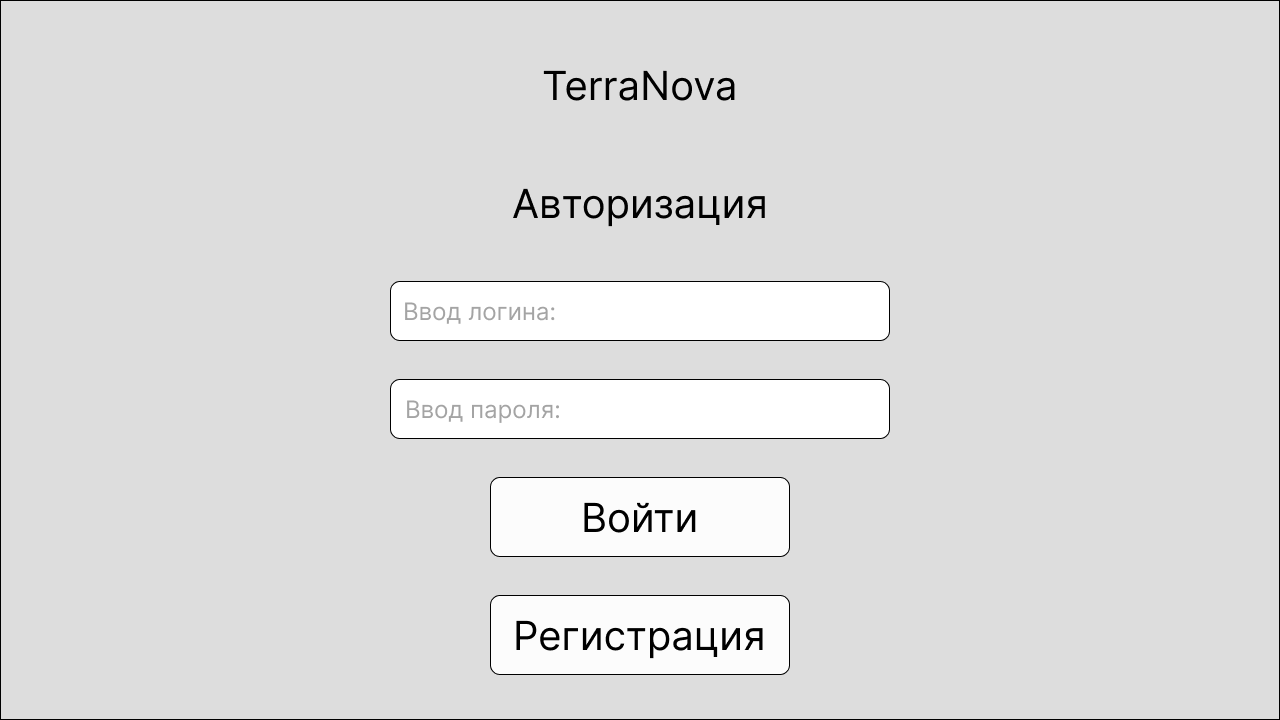 TerraNova
Авторизация
Ввод логина:
Ввод пароля:
Войти
Регистрация